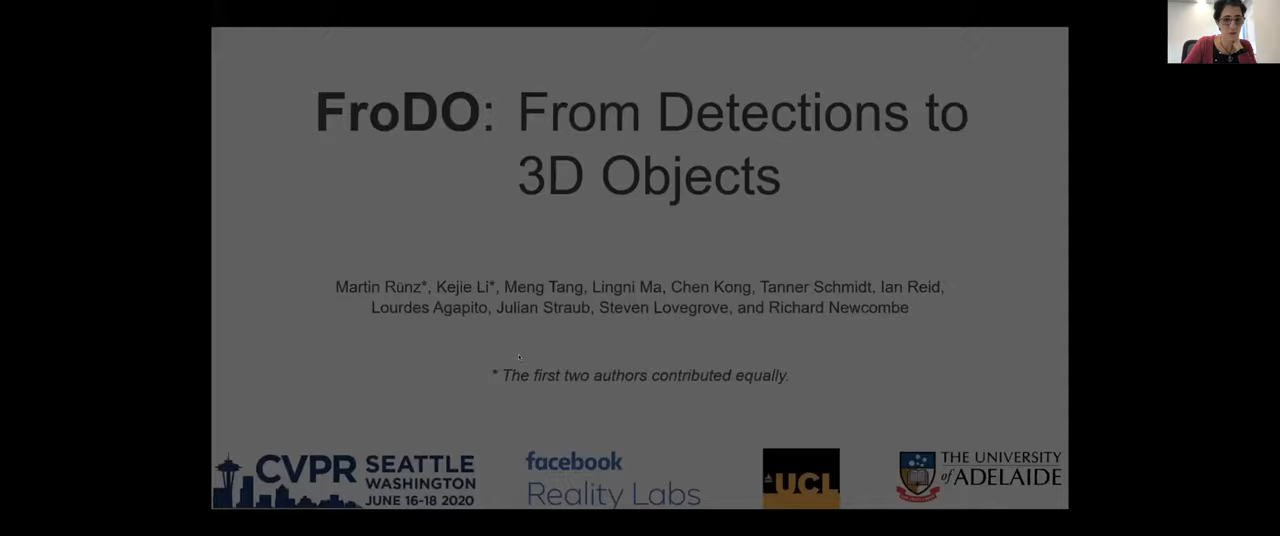 FroDO: From Detections to
3D Objects
Martin Rünz*, Kejie Li*, Meng Tang, Lingni Ma, Chen Kong, Tanner Schmidt, Ian Reid,
Lourdes Agapito, Julian Straub, Steven Lovegrove, and Richard Newcombe
* The first two authors contributed equally.
CVPR SEATTLE
WASHINGTON
JUNE 16-18 2020
facebook
Reality Labs
UCL
THE UNIVERSITY
of ADELAIDE